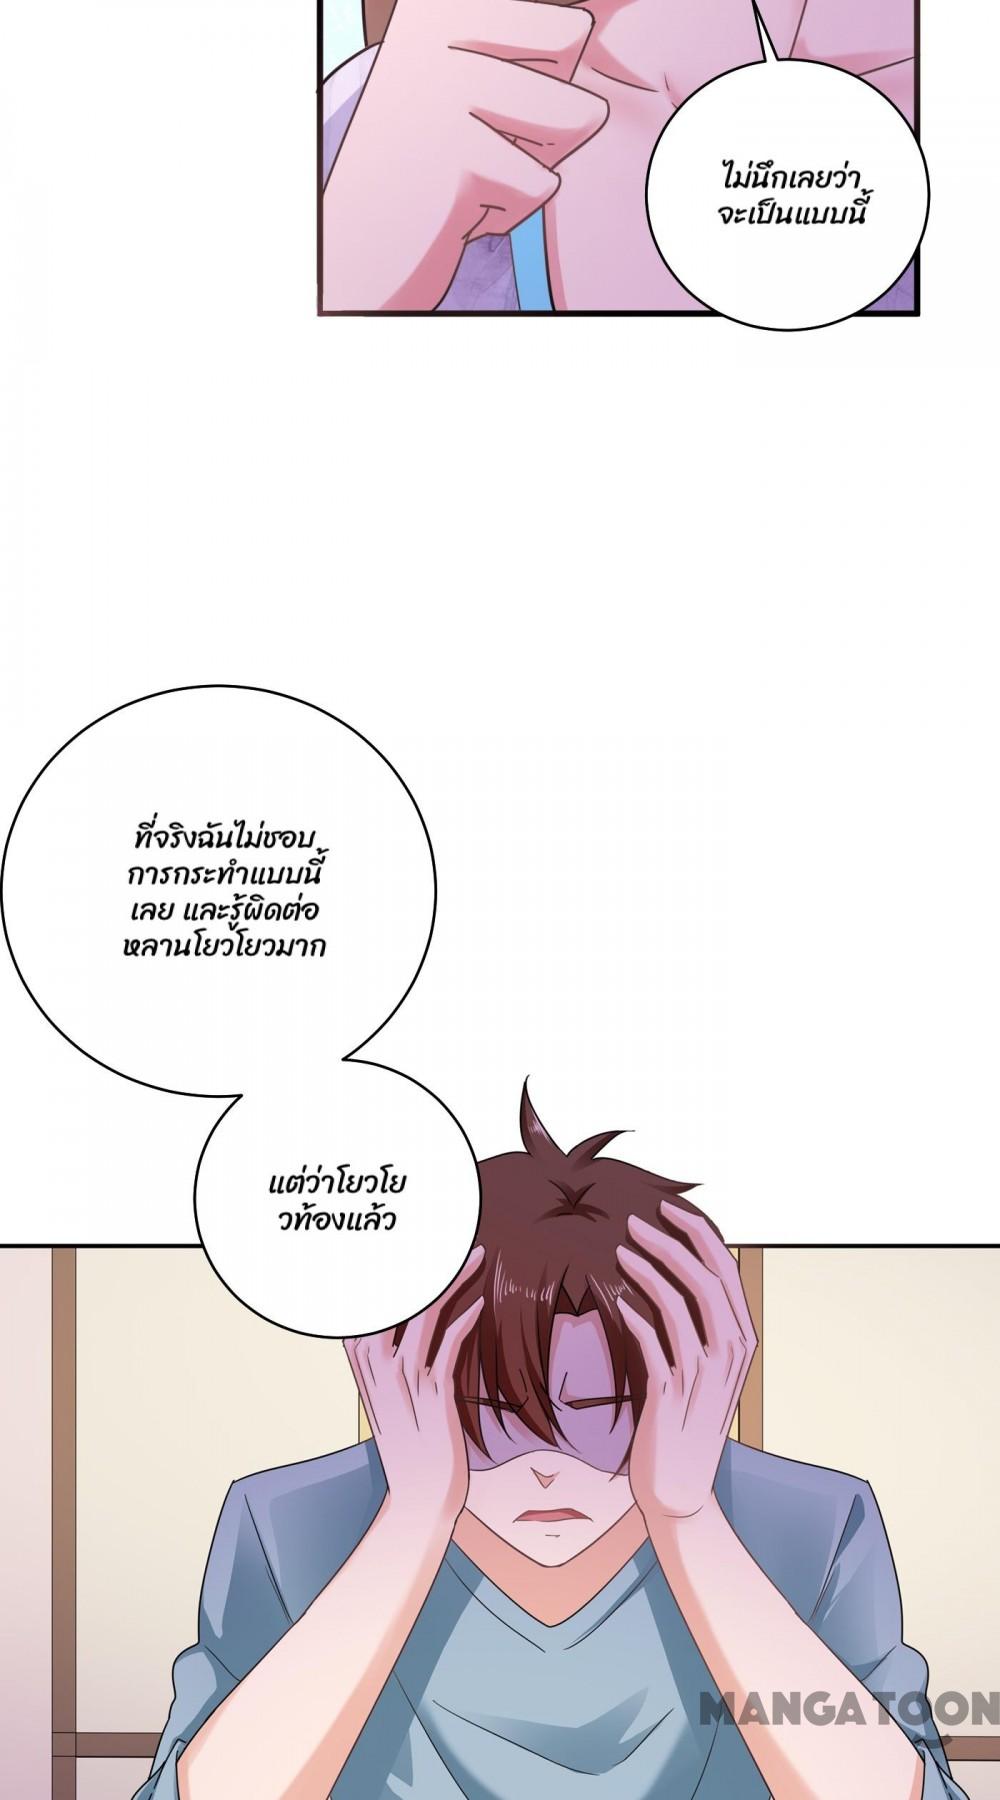 ไม่นึกเลยว่า
จะเป็นแบบนี้
ที่จริงฉันไม่ชอบ
การกระทำแบบนี้
เลย และรู้ผิดต่อ
หลานโยวโยวมาก
แต่ว่าโยวโย
วท้องแล้ว
MANGATOON